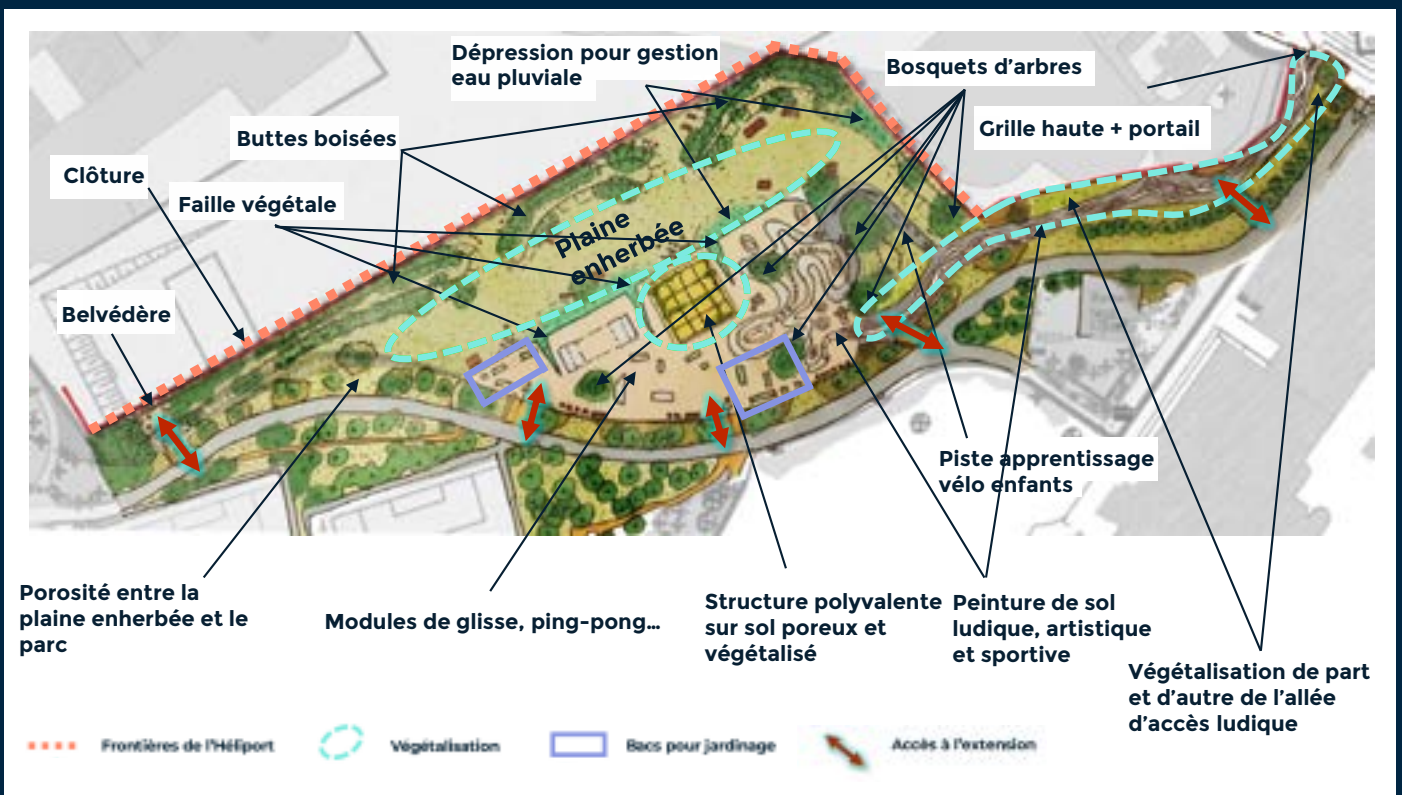 Dépression pour gestion
eau pluviale
Bosquets d'arbres
Grille haute + portail
Buttes boisées
Clôture
Faille végétale
Plaine
enherbée
Belvédère
Piste apprentissage
vélo enfants
Porosité entre la
plaine enherbée et le
parc
Modules de glisse, ping-pong...
Structure polyvalente
sur sol poreux et
végétalisé
Peinture de sol
ludique, artistique
et sportive
Végétalisation de part
et d'autre de l'allée
d'accès ludique
Frontières de l'Héliport
Végétalisation
Bacs pour jardinage
Accès à l'extension